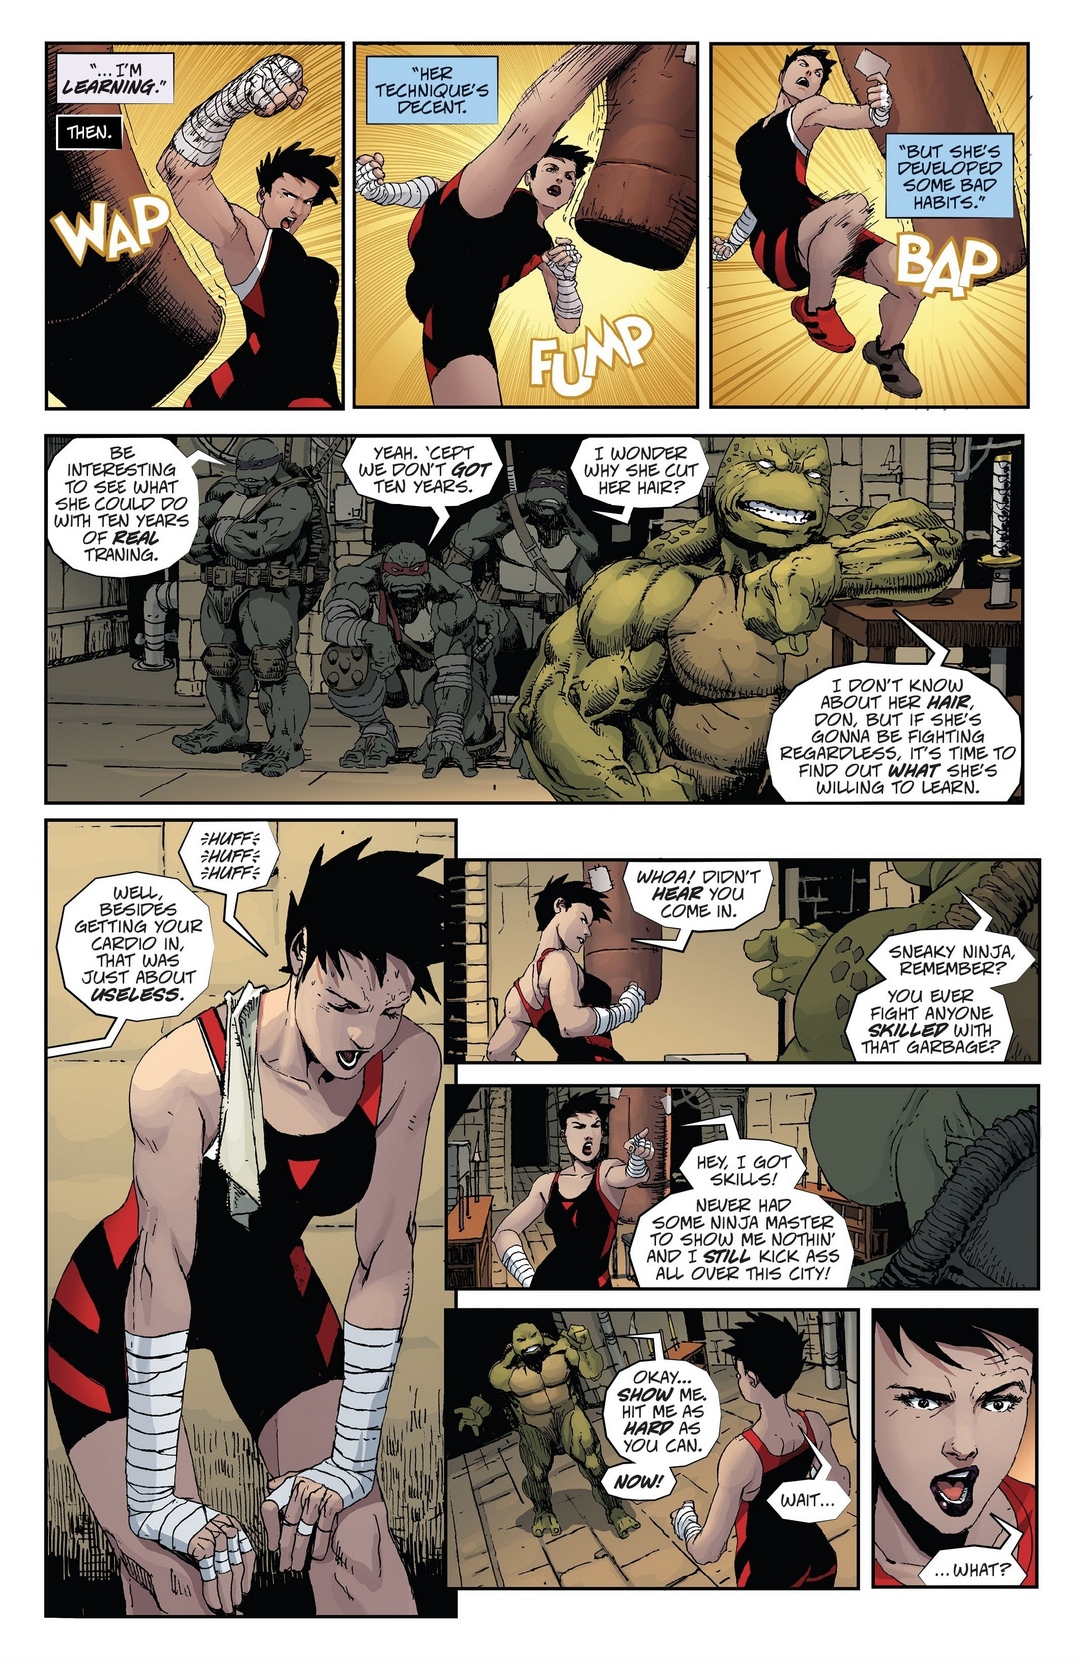 "...I'M
LEARNING."
THEN.
WAP
"HER
TECHNIQUE'S
DECENT.
FUMP
"BUT SHE'S
DEVELOPED
SOME BAD
HABITS."
BAP
BE
INTERESTING
TO SEE WHAT
SHE COULD DO
WITH TEN YEARS
OF REAL
TRANING.
YEAH. 'CEPT
WE DON'T GOT
TEN YEARS.
I WONDER
WHY SHE CUT
HER HAIR?
I DON'T KNOW
ABOUT HER HAIR,
DON, BUT IF SHE'S
GONNA BE FIGHTING
REGARDLESS, IT'S TIME TO
FIND OUT WHAT SHE'S
WILLING TO LEARN.
HUFF
HUFF
HUFF
WELL,
BESIDES
GETTING YOUR
CARDIO IN,
THAT WAS
JUST ABOUT
USELESS.
WHOA! DIDN'T
HEAR YOU
COME IN.
SNEAKY NINJA,
REMEMBER?
YOU EVER
FIGHT ANYONE
SKILLED WITH
THAT GARBAGE?
HEY, I GOT
SKILLS!
NEVER HAD
SOME NINJA MASTER
TO SHOW ME NOTHIN'
AND I STILL KICK ASS
ALL OVER THIS CITY!
OKAY...
SHOW ME.
HIT ME AS
HARD AS
YOU CAN.
NOW!
WAIT...
...WHAT?